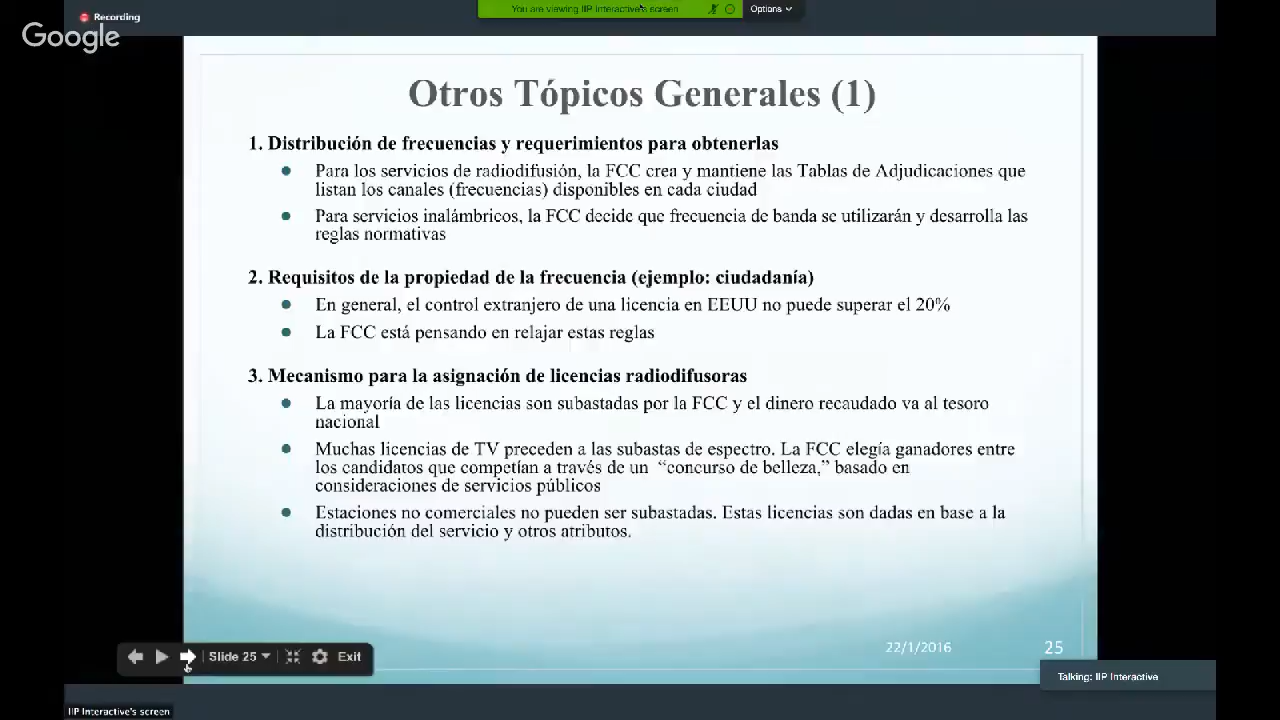 Recording
You are viewing IIP Interactive's screen
Options
Google
Otros Tópicos Generales (1)
1. Distribución de frecuencias y requerimientos para obtenerlas
Para los servicios de radiodifusión, la FCC crea y mantiene las Tablas de Adjudicaciones que
listan los canales (frecuencias) disponibles en cada ciudad
Para servicios inalámbricos, la FCC decide que frecuencia de banda se utilizarán y desarrolla las
reglas normativas
2. Requisitos de la propiedad de la frecuencia (ejemplo: ciudadanía)
En general, el control extranjero de una licencia en EEUU no puede superar el 20%
La FCC está pensando en relajar estas reglas
3. Mecanismo para la asignación de licencias radiodifusoras
La mayoría de las licencias son subastadas por la FCC y el dinero recaudado va al tesoro
nacional
Muchas licencias de TV preceden a las subastas de espectro. La FCC elegía ganadores entre
los candidatos que competían a través de un “concurso de belleza,” basado en
consideraciones de servicios públicos
Estaciones no comerciales no pueden ser subastadas. Estas licencias son dadas en base a la
distribución del servicio y otros atributos.
22/1/2016
25
Slide 25
Exit
Talking: IIP Interactive
IIP Interactive's screen